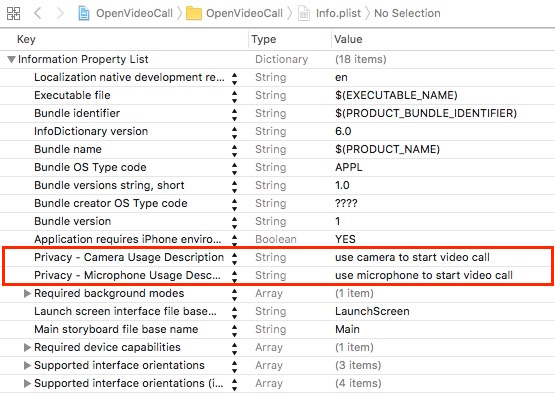 OpenVideoCall OpenVideoCall Info.plist No Selection
Key Type Value
Information Property List Dictionary (18 items)
Localization native development re... String en
Executable file String $(EXECUTABLE_NAME)
Bundle identifier String $(PRODUCT_BUNDLE_IDENTIFIER)
InfoDictionary version String 6.0
Bundle name String $(PRODUCT_NAME)
Bundle OS Type code String APPL
Bundle versions string, short String 1.0
Bundle creator OS Type code String ????
Bundle version String 1
Application requires iPhone enviro... Boolean YES
Privacy - Camera Usage Description String use camera to start video call
Privacy - Microphone Usage Desc... String use microphone to start video call
Required background modes Array (1 item)
Launch screen interface file base... String LaunchScreen
Main storyboard file base name String Main
Required device capabilities Array (1 item)
Supported interface orientations Array (3 items)
Supported interface orientations (i... Array (4 items)